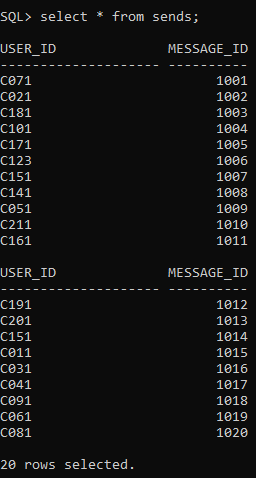 SQL> select * from sends;
USER_ID MESSAGE_ID
-------------------- ----------
C071 1001
C021 1002
C181 1003
C101 1004
C171 1005
C123 1006
C151 1007
C141 1008
C051 1009
C211 1010
C161 1011
USER_ID MESSAGE_ID
-------------------- ----------
C191 1012
C201 1013
C151 1014
C011 1015
C031 1016
C041 1017
C091 1018
C061 1019
C081 1020
20 rows selected.